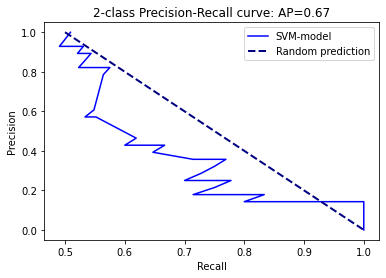 2-class Precision-Recall curve: AP=0.67
SVM-model
Random prediction
Precision
1.0
0.8
0.6
0.4
0.2
0.0
0.5
0.6
0.7
0.8
0.9
1.0
Recall